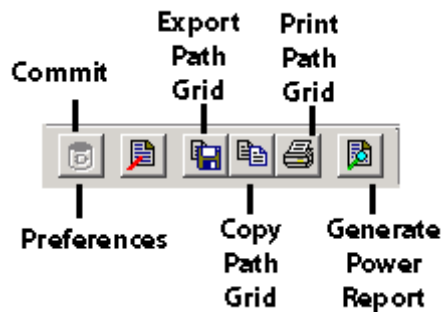 Export
Path
Grid
Print
Path
Grid
Commit
Preferences
Copy
Path
Grid
Generate
Power
Report